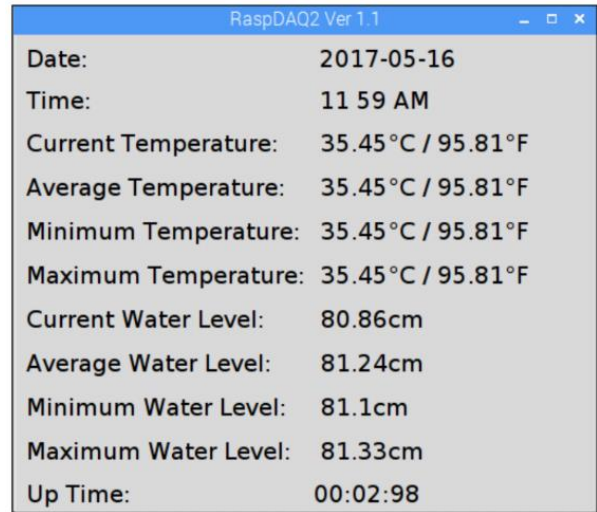 RaspDAQ2 Ver 1.1
Date: 2017-05-16
Time: 11 59 AM
Current Temperature: 35.45°C / 95.81°F
Average Temperature: 35.45°C / 95.81°F
Minimum Temperature: 35.45°C / 95.81°F
Maximum Temperature: 35.45°C / 95.81°F
Current Water Level: 80.86cm
Average Water Level: 81.24cm
Minimum Water Level: 81.1cm
Maximum Water Level: 81.33cm
Up Time: 00:02:98